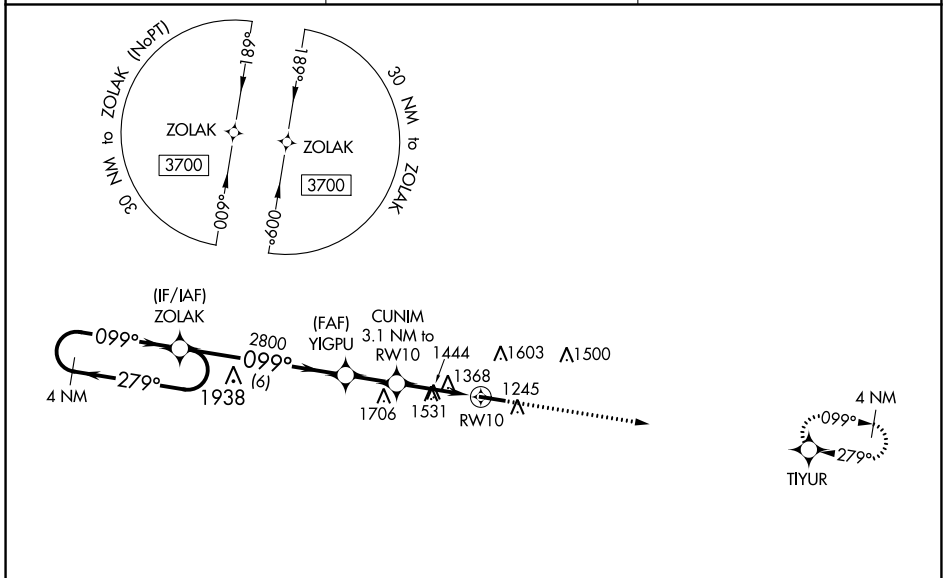 30 NM to ZOLAK (NoPT)
189°
ZOLAK
3700
009°
189°
30 NM to ZOLAK
ZOLAK
3700
009°
(IF/IAF)
ZOLAK
099°
279°
4 NM
2800
099°
(6)
1938
(FAF)
YIGPU
CUNIM
3.1 NM to
RW10
1444
1603
1500
1368
1706
1531
1245
RW10
4 NM
099°
279°
TIYUR